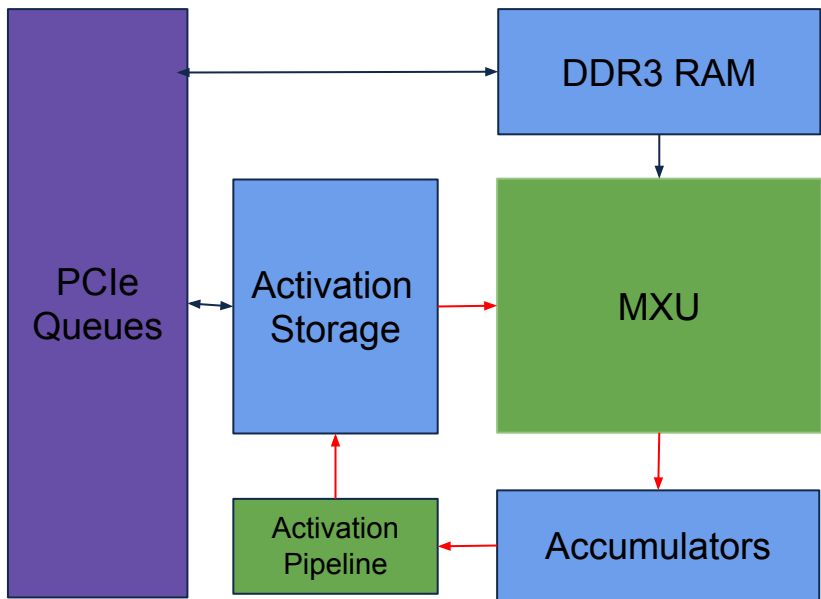 DDR3 RAM
PCIe
Queues
Activation
Storage
MXU
Activation
Pipeline
Accumulators